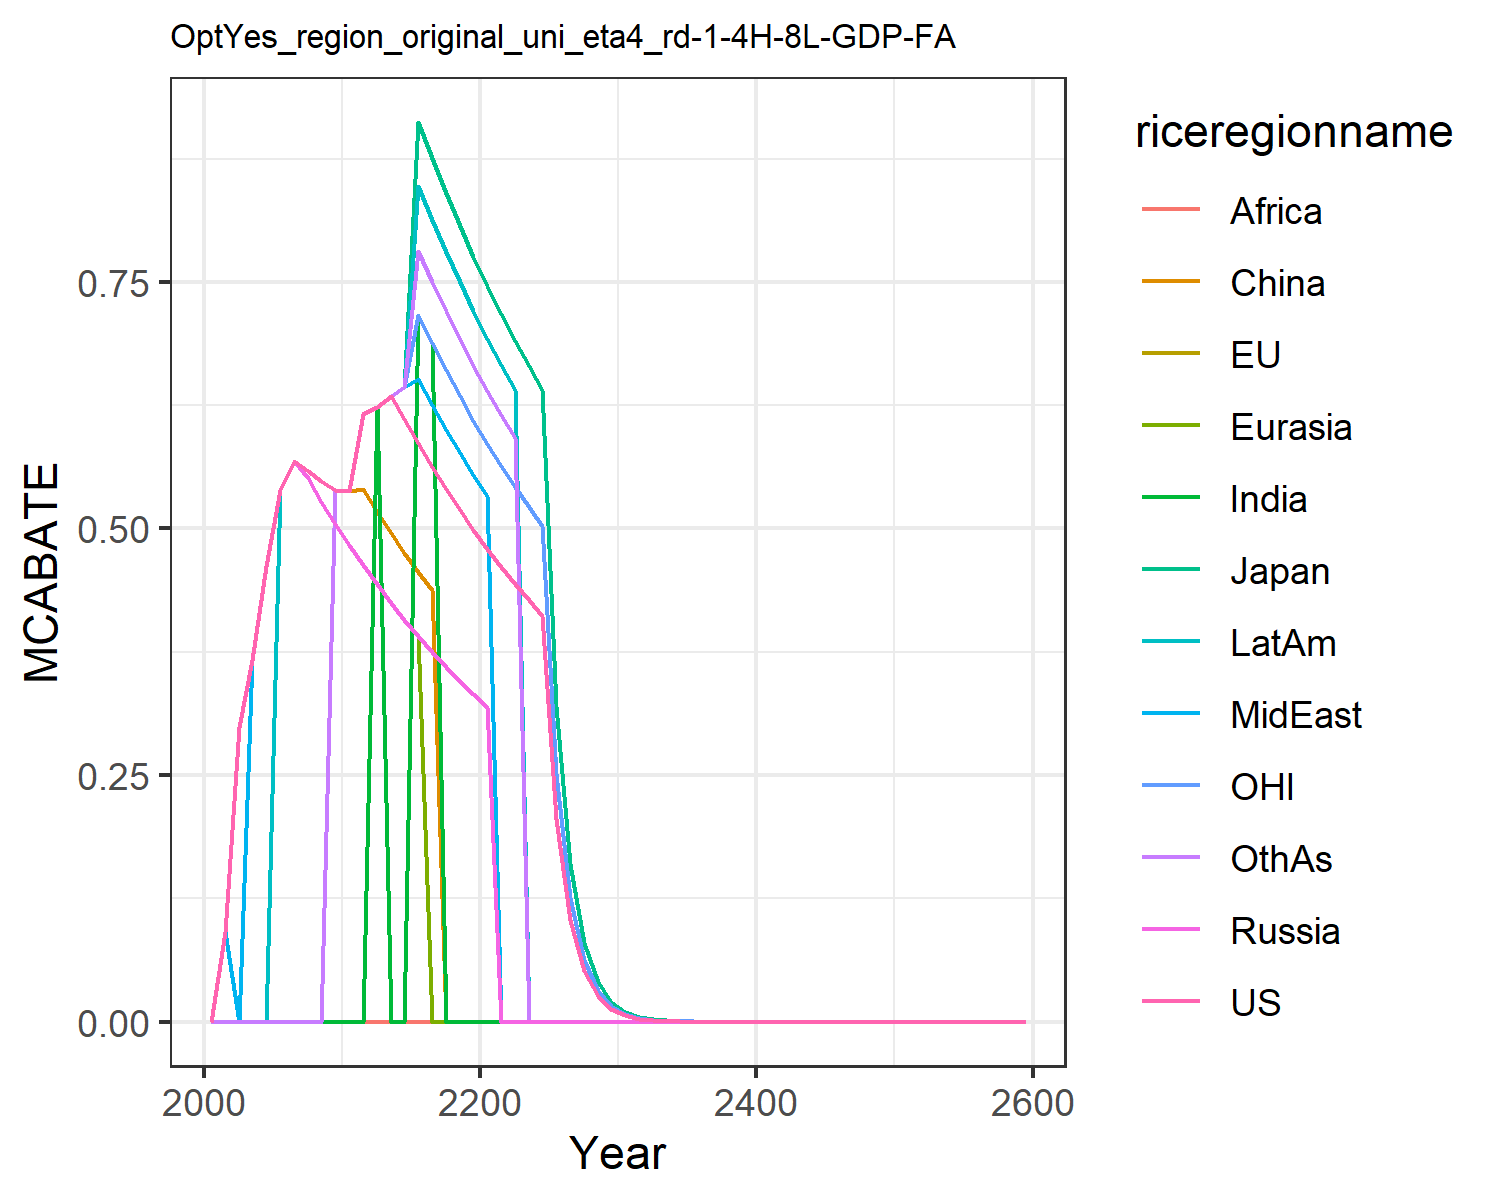 OptYes_region_original_uni_eta4_rd-1-4H-8L-GDP-FA
MCABATE
0.75
0.50
0.25
0.00
2000 2200 2400 2600
Year
riceregionname
Africa
China
EU
Eurasia
India
Japan
LatAm
MidEast
OHI
OthAs
Russia
US